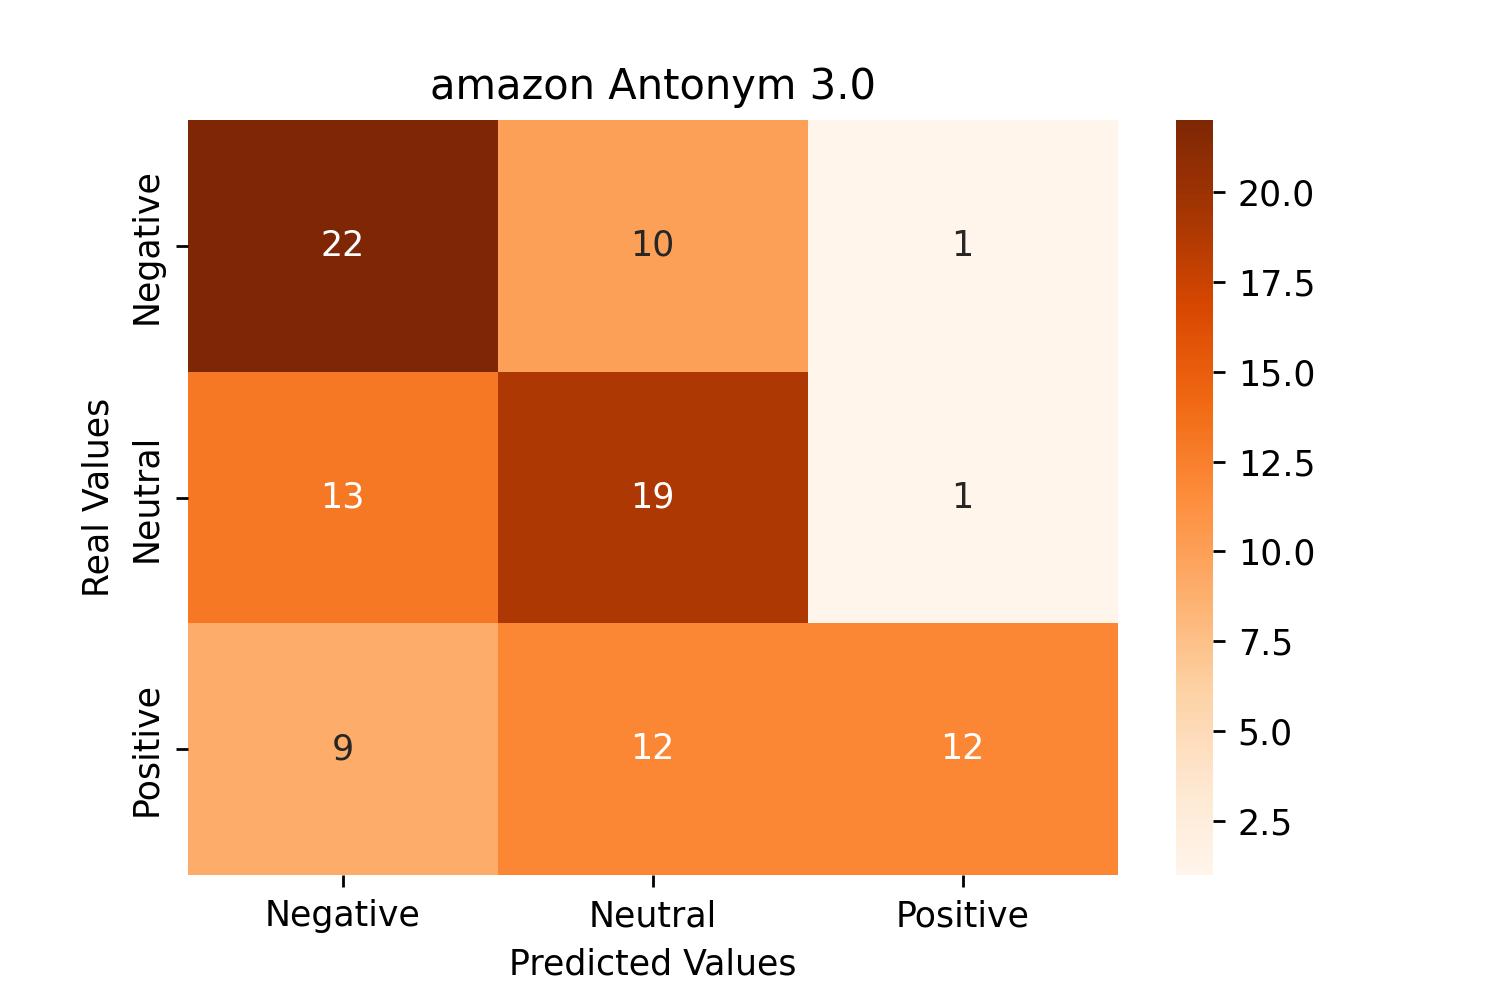 amazon Antonym 3.0
Real Values
Negative
22 10 1
Neutral
13 19 1
Positive
9 12 12
Negative Neutral Positive
Predicted Values
20.0
17.5
15.0
12.5
10.0
7.5
5.0
2.5